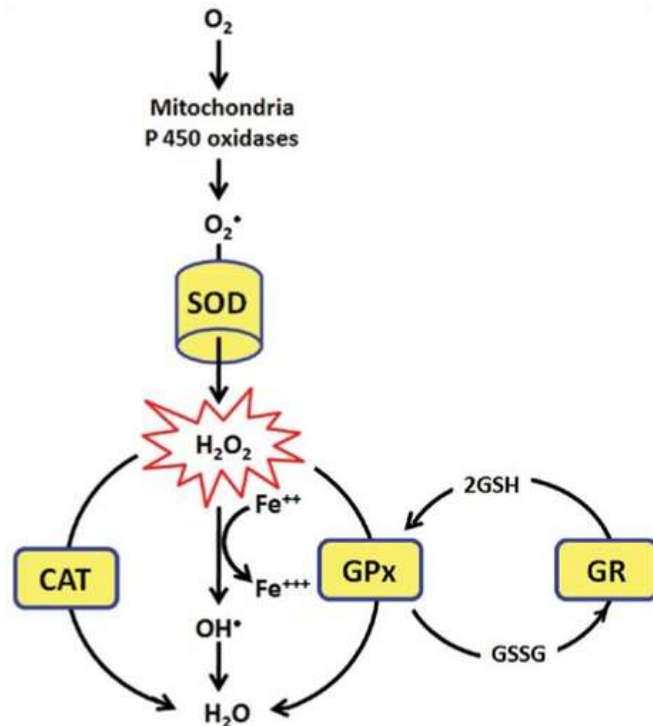 O₂
Mitochondria
P 450 oxidases
O₂•
SOD
H₂O₂
2GSH
Fe⁺⁺
CAT
Fe⁺⁺⁺
GPx
GR
OH•
GSSG
H₂O